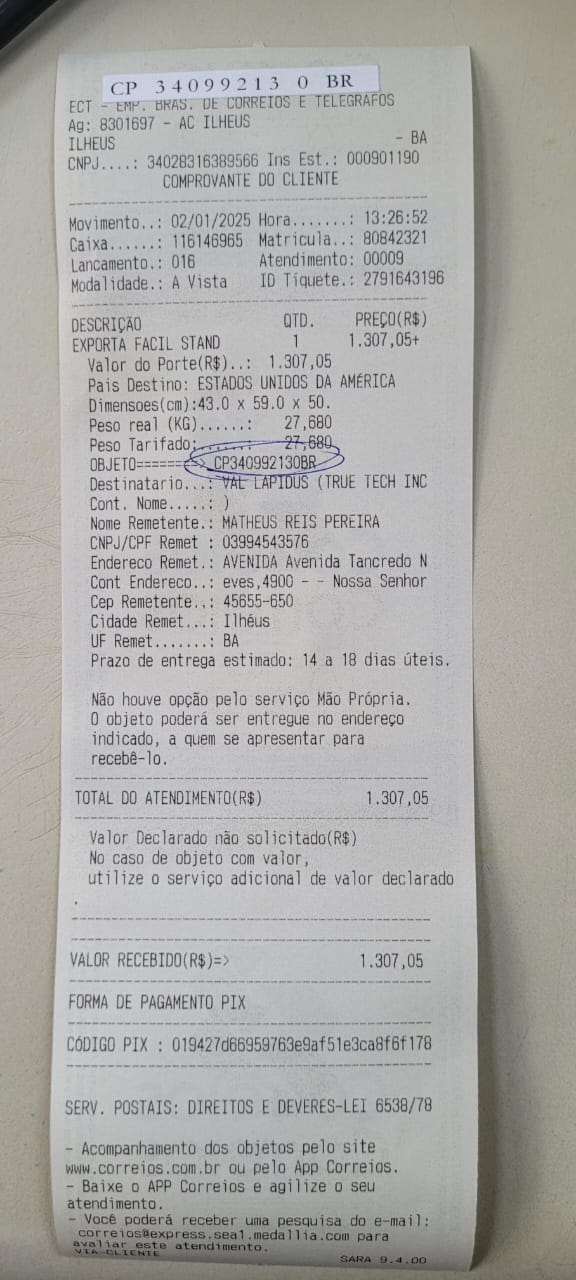 CP 34099213 0 BR
ECT - EMP. BRAS. DE CORREIOS E TELEGRAFOS
Ag: 8301697 - AC ILHEUS
ILHEUS - BA
CNPJ....: 34028316389566 Ins Est.: 000901190
COMPROVANTE DO CLIENTE
Movimento..: 02/01/2025 Hora.......: 13:26:52
Caixa......: 116146965 Matricula..: 80842321
Lancamento.: 016 Atendimento: 00009
Modalidade.: A Vista ID Tíquete.: 2791643196
DESCRIÇÃO QTD. PREÇO(R$)
EXPORTA FACIL STAND 1 1.307,05+
Valor do Porte(R$)..: 1.307,05
Pais Destino: ESTADOS UNIDOS DA AMÉRICA
Dimensoes(cm):43.0 x 59.0 x 50.
Peso real (KG)......: 27,680
Peso Tarifado:......: 27,680
OBJETO========> CP340992130BR
Destinatario...: VAL LAPIDUS (TRUE TECH INC
Cont. Nome.....: )
Nome Remetente.: MATHEUS REIS PEREIRA
CNPJ/CPF Remet : 03994543576
Endereco Remet.: AVENIDA Avenida Tancredo N
Cont Endereco..: eves,4900 - - Nossa Senhor
Cep Remetente..: 45655-650
Cidade Remet...: Ilhéus
UF Remet.......: BA
Prazo de entrega estimado: 14 a 18 dias úteis.
Não houve opção pelo serviço Mão Própria.
O objeto poderá ser entregue no endereço
indicado, a quem se apresentar para
recebê-lo.
TOTAL DO ATENDIMENTO(R$) 1.307,05
Valor Declarado não solicitado(R$)
No caso de objeto com valor,
utilize o serviço adicional de valor declarado
.
VALOR RECEBIDO(R$)=> 1.307,05
FORMA DE PAGAMENTO PIX
CÓDIGO PIX : 019427d66959763e9af51e3ca8f6f178
SERV. POSTAIS: DIREITOS E DEVERES-LEI 6538/78
- Acompanhamento dos objetos pelo site
www.correios.com.br ou pelo App Correios.
- Baixe o APP Correios e agilize o seu
atendimento.
- Você poderá receber uma pesquisa do e-mail:
correios@express.sea1.medallia.com para
avaliar este atendimento.
VIA-CLIENTE SARA 9.4.00